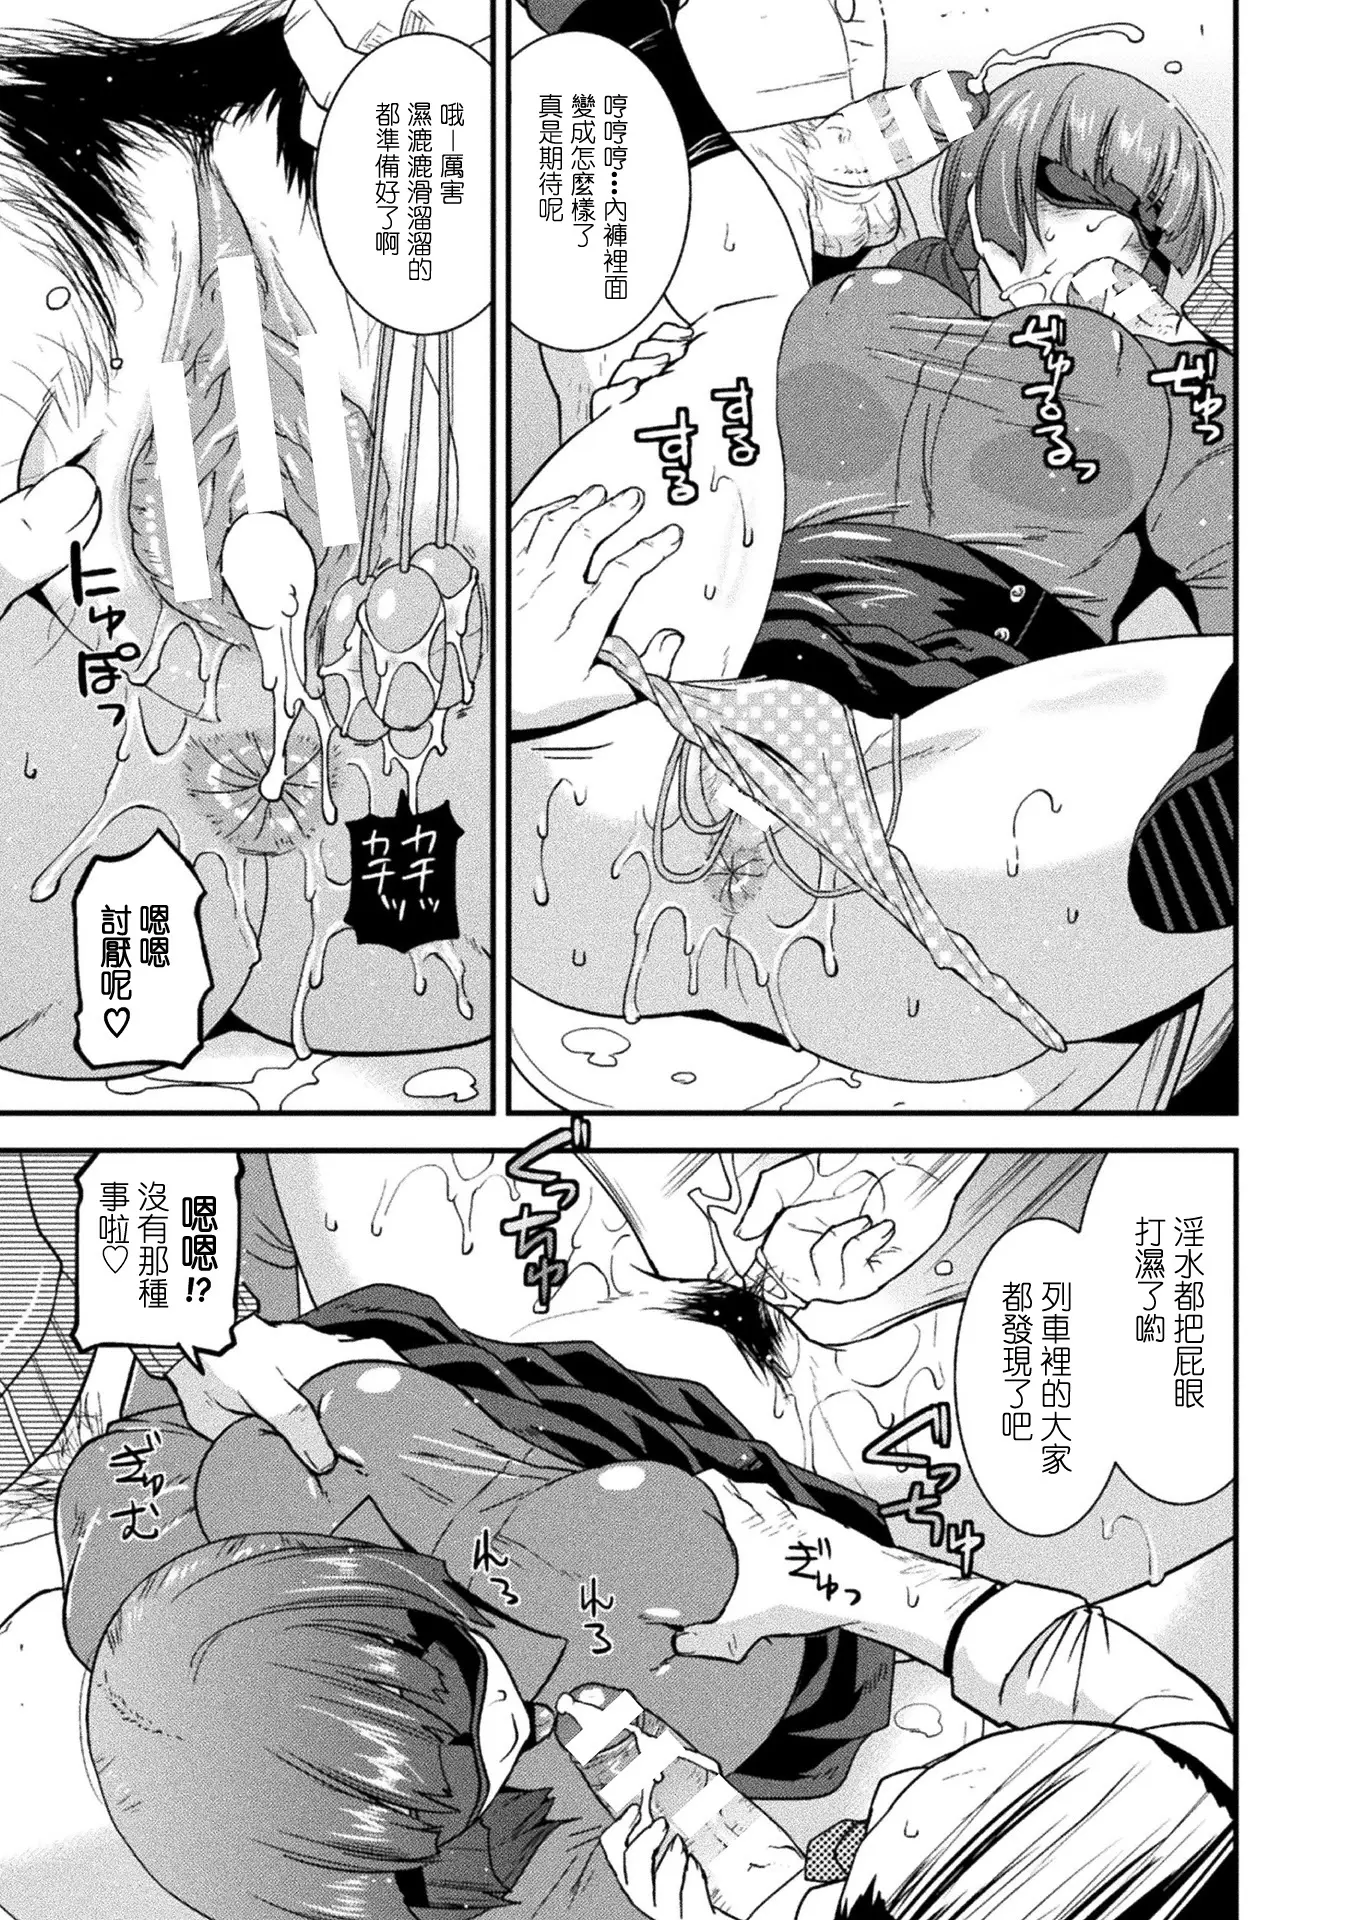 哼哼哼…內褲裡面
變成怎麼樣了
真是期待呢
ぢゅるるるっ
ぢゅっ
する
する
哦—厲害
濕漉漉滑溜溜的
都準備好了啊
にゅぽっ
カチッ
カチッ
嗯嗯
討厭呢♡
淫水都把屁眼
打濕了喲
列車裡的大家
都發現了吧
ぐっちゅ
ぐっちゅ
嗯嗯!?
沒有那種
事啦♡
ぎゅむ
ぎゅっ
れろ
れろ